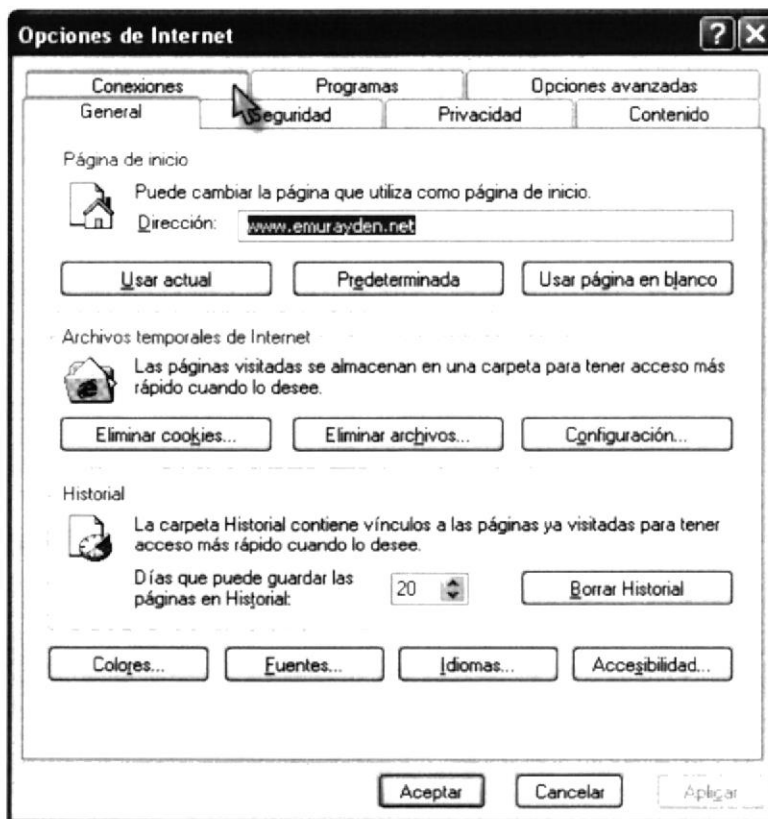 Opciones de Internet
Conexiones Programas Opciones avanzadas
General Seguridad Privacidad Contenido
Página de inicio
Puede cambiar la página que utiliza como página de inicio.
Dirección: www.emurayden.net
Usar actual Predeterminada Usar página en blanco
Archivos temporales de Internet
Las páginas visitadas se almacenan en una carpeta para tener acceso más
rápido cuando lo desee.
Eliminar cookies... Eliminar archivos... Configuración...
Historial
La carpeta Historial contiene vínculos a las páginas ya visitadas para tener
acceso más rápido cuando lo desee.
Días que puede guardar las
páginas en Historial: 20 Borrar Historial
Colores... Fuentes... Idiomas... Accesibilidad...
Aceptar Cancelar Aplicar